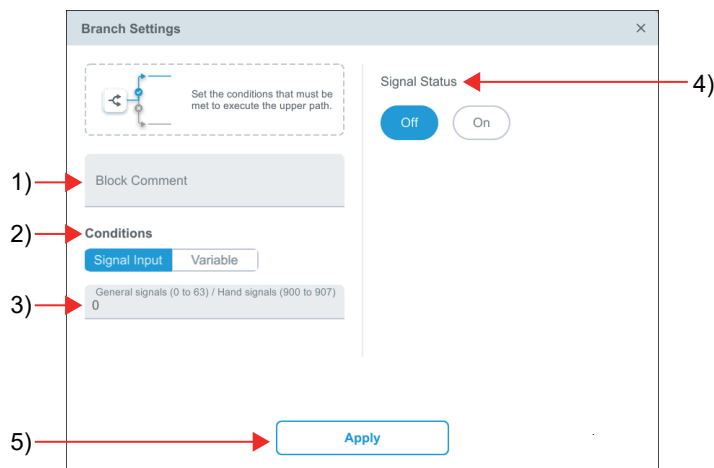 Branch Settings
×
Set the conditions that must be
met to execute the upper path.
Signal Status
4)
Off
On
1)
Block Comment
2)
Conditions
Signal Input
Variable
3)
General signals (0 to 63) / Hand signals (900 to 907)
0
5)
Apply